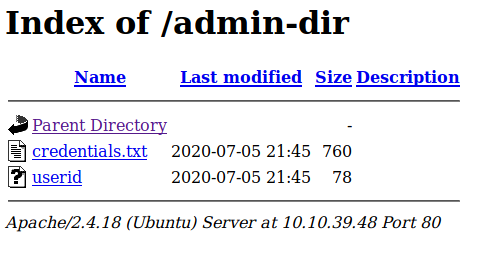 Index of /admin-dir
Name Last modified Size Description
Parent Directory -
credentials.txt 2020-07-05 21:45 760
userid 2020-07-05 21:45 78
Apache/2.4.18 (Ubuntu) Server at 10.10.39.48 Port 80